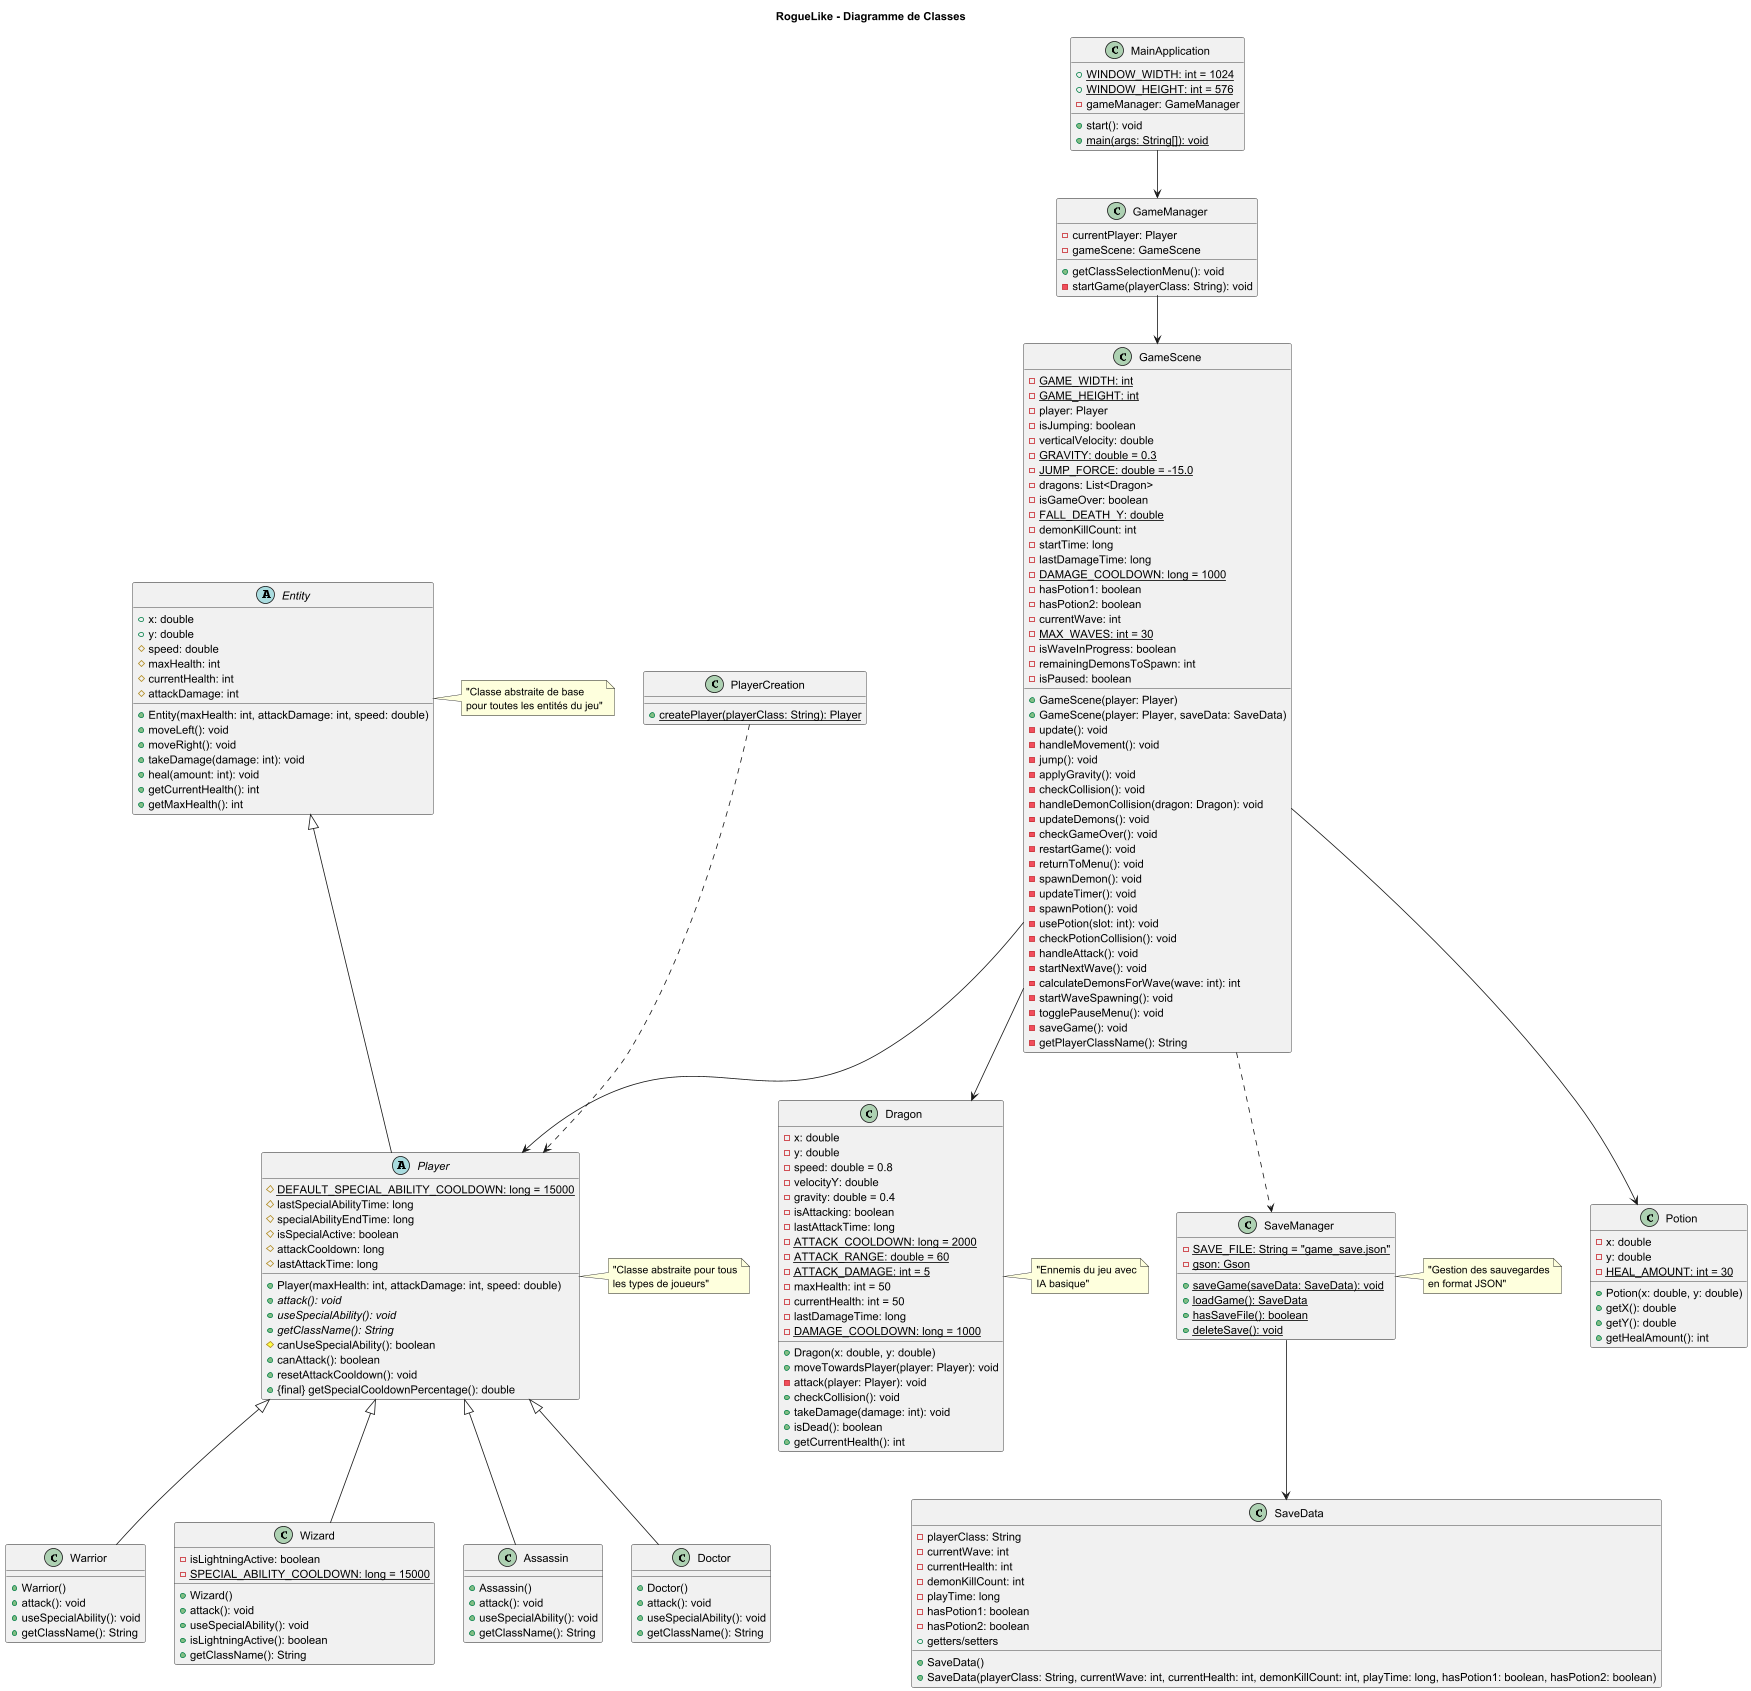 RogueLike - Diagramme de Classes
C MainApplication
WINDOW_WIDTH: int = 1024
WINDOW_HEIGHT: int = 576
gameManager: GameManager
start(): void
main(args: String[]): void
C GameManager
currentPlayer: Player
gameScene: GameScene
getClassSelectionMenu(): void
startGame(playerClass: String): void
C GameScene
GAME_WIDTH: int
GAME_HEIGHT: int
player: Player
isJumping: boolean
verticalVelocity: double
GRAVITY: double = 0.3
JUMP_FORCE: double = -15.0
dragons: List<Dragon>
isGameOver: boolean
FALL_DEATH_Y: double
demonKillCount: int
startTime: long
lastDamageTime: long
DAMAGE_COOLDOWN: long = 1000
hasPotion1: boolean
hasPotion2: boolean
currentWave: int
MAX_WAVES: int = 30
isWaveInProgress: boolean
remainingDemonsToSpawn: int
isPaused: boolean
GameScene(player: Player)
GameScene(player: Player, saveData: SaveData)
update(): void
handleMovement(): void
jump(): void
applyGravity(): void
checkCollision(): void
handleDemonCollision(dragon: Dragon): void
updateDemons(): void
checkGameOver(): void
restartGame(): void
returnToMenu(): void
spawnDemon(): void
updateTimer(): void
spawnPotion(): void
usePotion(slot: int): void
checkPotionCollision(): void
handleAttack(): void
startNextWave(): void
calculateDemonsForWave(wave: int): int
startWaveSpawning(): void
togglePauseMenu(): void
saveGame(): void
getPlayerClassName(): String
A Entity
x: double
y: double
speed: double
maxHealth: int
currentHealth: int
attackDamage: int
Entity(maxHealth: int, attackDamage: int, speed: double)
moveLeft(): void
moveRight(): void
takeDamage(damage: int): void
heal(amount: int): void
getCurrentHealth(): int
getMaxHealth(): int
"Classe abstraite de base
pour toutes les entités du jeu"
C PlayerCreation
createPlayer(playerClass: String): Player
A Player
DEFAULT_SPECIAL_ABILITY_COOLDOWN: long = 15000
lastSpecialAbilityTime: long
specialAbilityEndTime: long
isSpecialActive: boolean
attackCooldown: long
lastAttackTime: long
Player(maxHealth: int, attackDamage: int, speed: double)
attack(): void
useSpecialAbility(): void
getClassName(): String
canUseSpecialAbility(): boolean
canAttack(): boolean
resetAttackCooldown(): void
{final} getSpecialCooldownPercentage(): double
"Classe abstraite pour tous
les types de joueurs"
C Dragon
x: double
y: double
speed: double = 0.8
velocityY: double
gravity: double = 0.4
isAttacking: boolean
lastAttackTime: long
ATTACK_COOLDOWN: long = 2000
ATTACK_RANGE: double = 60
ATTACK_DAMAGE: int = 5
maxHealth: int = 50
currentHealth: int = 50
lastDamageTime: long
DAMAGE_COOLDOWN: long = 1000
Dragon(x: double, y: double)
moveTowardsPlayer(player: Player): void
attack(player: Player): void
checkCollision(): void
takeDamage(damage: int): void
isDead(): boolean
getCurrentHealth(): int
"Ennemis du jeu avec
IA basique"
C SaveManager
SAVE_FILE: String = "game_save.json"
gson: Gson
saveGame(saveData: SaveData): void
loadGame(): SaveData
hasSaveFile(): boolean
deleteSave(): void
"Gestion des sauvegardes
en format JSON"
C Potion
x: double
y: double
HEAL_AMOUNT: int = 30
Potion(x: double, y: double)
getX(): double
getY(): double
getHealAmount(): int
C Warrior
Warrior()
attack(): void
useSpecialAbility(): void
getClassName(): String
C Wizard
isLightningActive: boolean
SPECIAL_ABILITY_COOLDOWN: long = 15000
Wizard()
attack(): void
useSpecialAbility(): void
isLightningActive(): boolean
getClassName(): String
C Assassin
Assassin()
attack(): void
useSpecialAbility(): void
getClassName(): String
C Doctor
Doctor()
attack(): void
useSpecialAbility(): void
getClassName(): String
C SaveData
playerClass: String
currentWave: int
currentHealth: int
demonKillCount: int
playTime: long
hasPotion1: boolean
hasPotion2: boolean
getters/setters
SaveData()
SaveData(playerClass: String, currentWave: int, currentHealth: int, demonKillCount: int, playTime: long, hasPotion1: boolean, hasPotion2: boolean)